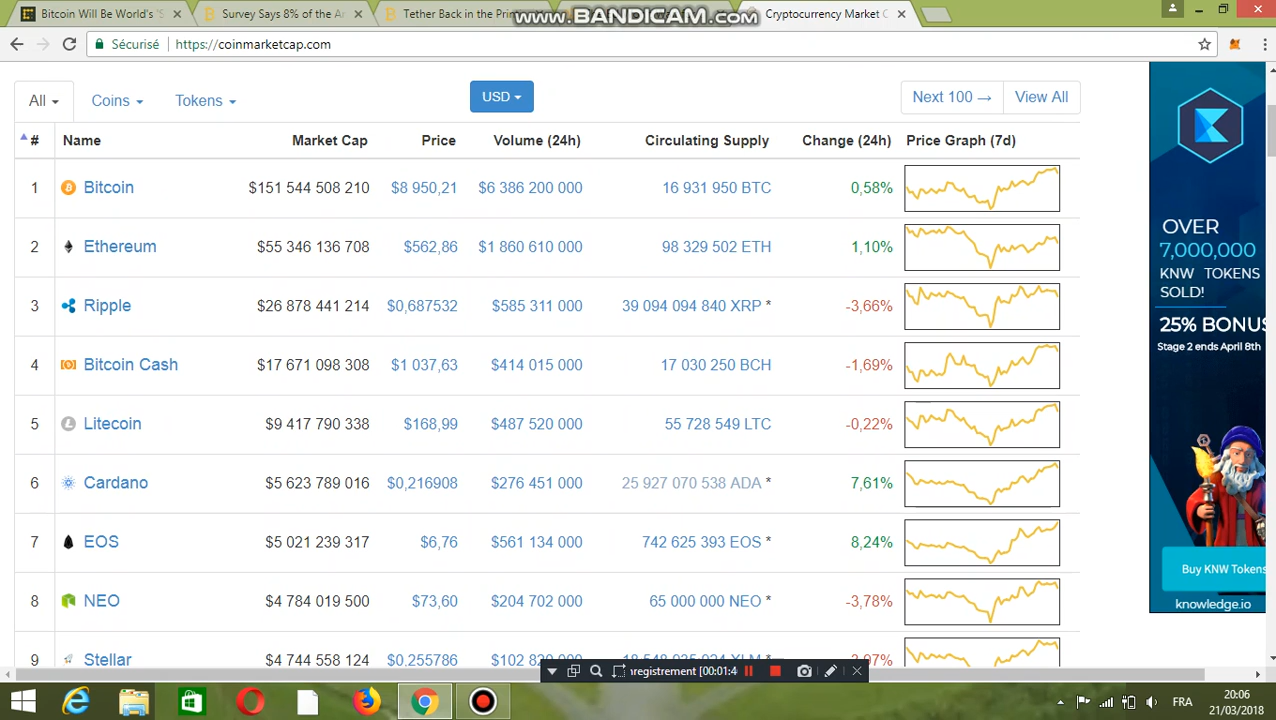 Bitcoin Will Be World's 'S
Survey Says 8% of the Am
Tether Back in the Prin
Cryptocurrency Market C
www.BANDICAM.com
Sécurisé https://coinmarketcap.com
All Coins Tokens USD Next 100 → View All
# Name Market Cap Price Volume (24h) Circulating Supply Change (24h) Price Graph (7d)
1 Bitcoin $151 544 508 210 $8 950,21 $6 386 200 000 16 931 950 BTC 0,58%
2 Ethereum $55 346 136 708 $562,86 $1 860 610 000 98 329 502 ETH 1,10%
3 Ripple $26 878 441 214 $0,687532 $585 311 000 39 094 094 840 XRP * -3,66%
4 Bitcoin Cash $17 671 098 308 $1 037,63 $414 015 000 17 030 250 BCH -1,69%
5 Litecoin $9 417 790 338 $168,99 $487 520 000 55 728 549 LTC -0,22%
6 Cardano $5 623 789 016 $0,216908 $276 451 000 25 927 070 538 ADA * 7,61%
7 EOS $5 021 239 317 $6,76 $561 134 000 742 625 393 EOS * 8,24%
8 NEO $4 784 019 500 $73,60 $204 702 000 65 000 000 NEO * -3,78%
9 Stellar $4 744 558 124 $0,255786
OVER
7,000,000
KNW TOKENS
SOLD!
25% BONUS
Stage 2 ends April 8th
Buy KNW Tokens
knowledge.io
nregistrement [00:01:4
FRA
20:06
21/03/2018